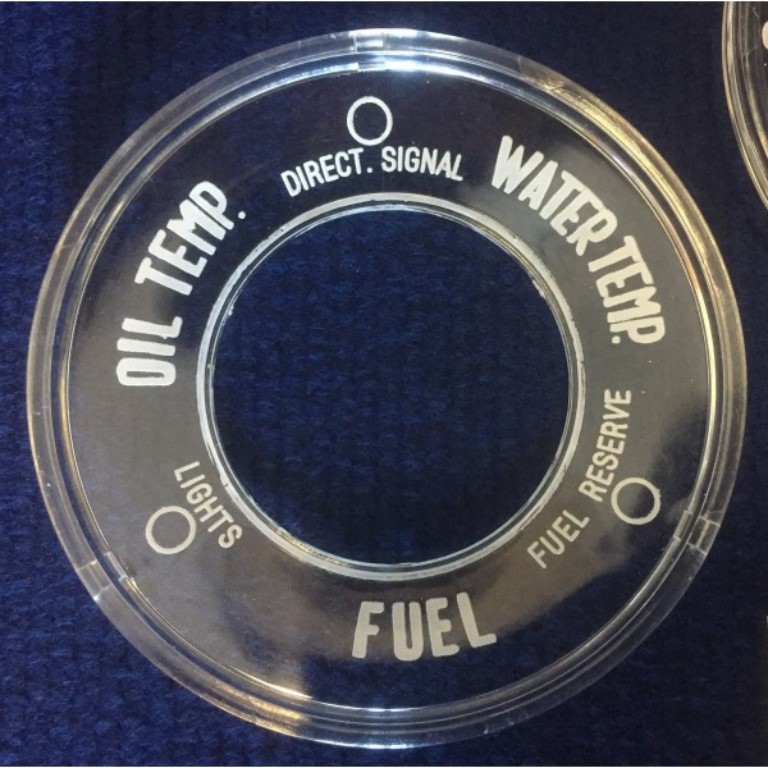 DIRECT. SIGNAL
WATER TEMP.
FUEL RESERVE
FUEL
LIGHTS
OIL TEMP.